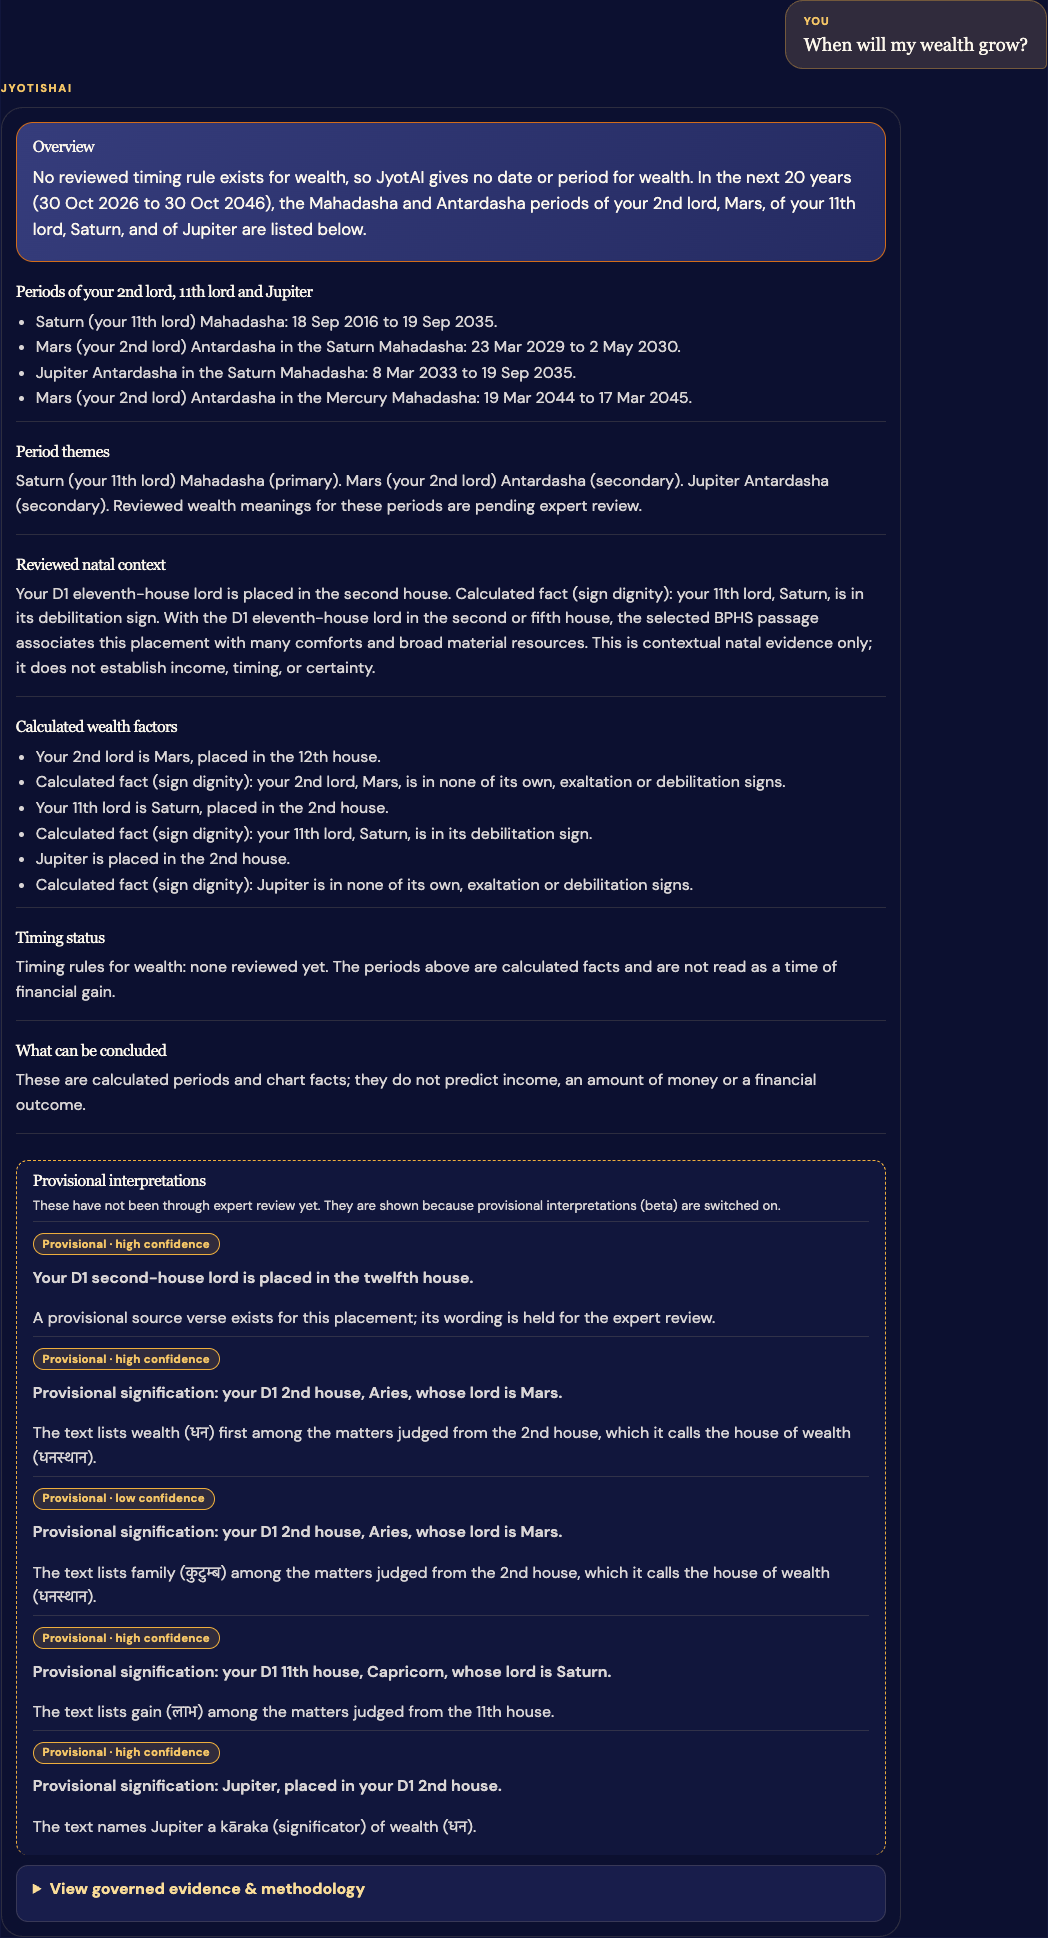 YOU
When will my wealth grow?
JYOTISHAI
Overview
No reviewed timing rule exists for wealth, so JyotAI gives no date or period for wealth. In the next 20 years
(30 Oct 2026 to 30 Oct 2046), the Mahadasha and Antardasha periods of your 2nd lord, Mars, of your 11th
lord, Saturn, and of Jupiter are listed below.
Periods of your 2nd lord, 11th lord and Jupiter
• Saturn (your 11th lord) Mahadasha: 18 Sep 2016 to 19 Sep 2035.
• Mars (your 2nd lord) Antardasha in the Saturn Mahadasha: 23 Mar 2029 to 2 May 2030.
• Jupiter Antardasha in the Saturn Mahadasha: 8 Mar 2033 to 19 Sep 2035.
• Mars (your 2nd lord) Antardasha in the Mercury Mahadasha: 19 Mar 2044 to 17 Mar 2045.
Period themes
Saturn (your 11th lord) Mahadasha (primary). Mars (your 2nd lord) Antardasha (secondary). Jupiter Antardasha
(secondary). Reviewed wealth meanings for these periods are pending expert review.
Reviewed natal context
Your D1 eleventh-house lord is placed in the second house. Calculated fact (sign dignity): your 11th lord, Saturn, is in
its debilitation sign. With the D1 eleventh-house lord in the second or fifth house, the selected BPHS passage
associates this placement with many comforts and broad material resources. This is contextual natal evidence only;
it does not establish income, timing, or certainty.
Calculated wealth factors
• Your 2nd lord is Mars, placed in the 12th house.
• Calculated fact (sign dignity): your 2nd lord, Mars, is in none of its own, exaltation or debilitation signs.
• Your 11th lord is Saturn, placed in the 2nd house.
• Calculated fact (sign dignity): your 11th lord, Saturn, is in its debilitation sign.
• Jupiter is placed in the 2nd house.
• Calculated fact (sign dignity): Jupiter is in none of its own, exaltation or debilitation signs.
Timing status
Timing rules for wealth: none reviewed yet. The periods above are calculated facts and are not read as a time of
financial gain.
What can be concluded
These are calculated periods and chart facts; they do not predict income, an amount of money or a financial
outcome.
Provisional interpretations
These have not been through expert review yet. They are shown because provisional interpretations (beta) are switched on.
Provisional · high confidence
Your D1 second-house lord is placed in the twelfth house.
A provisional source verse exists for this placement; its wording is held for the expert review.
Provisional · high confidence
Provisional signification: your D1 2nd house, Aries, whose lord is Mars.
The text lists wealth (धन) first among the matters judged from the 2nd house, which it calls the house of wealth
(धनस्थान).
Provisional · low confidence
Provisional signification: your D1 2nd house, Aries, whose lord is Mars.
The text lists family (कुटुम्ब) among the matters judged from the 2nd house, which it calls the house of wealth
(धनस्थान).
Provisional · high confidence
Provisional signification: your D1 11th house, Capricorn, whose lord is Saturn.
The text lists gain (लाभ) among the matters judged from the 11th house.
Provisional · high confidence
Provisional signification: Jupiter, placed in your D1 2nd house.
The text names Jupiter a kāraka (significator) of wealth (धन).
▶ View governed evidence & methodology